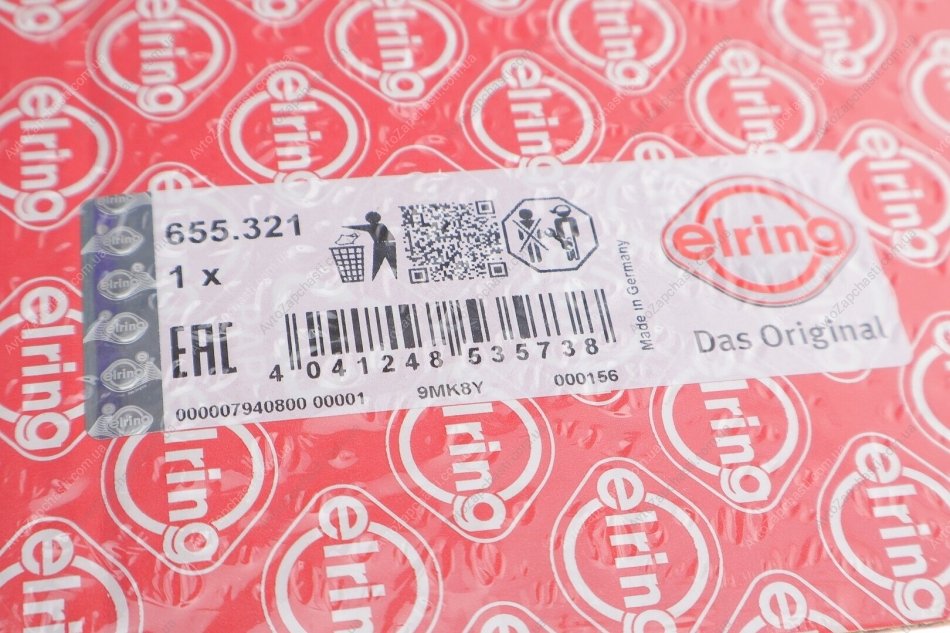 655.321
1 x
EAC
4 041248 535738
000007940800 00001
9MK8Y
000156
Made in Germany
elring
Das Original